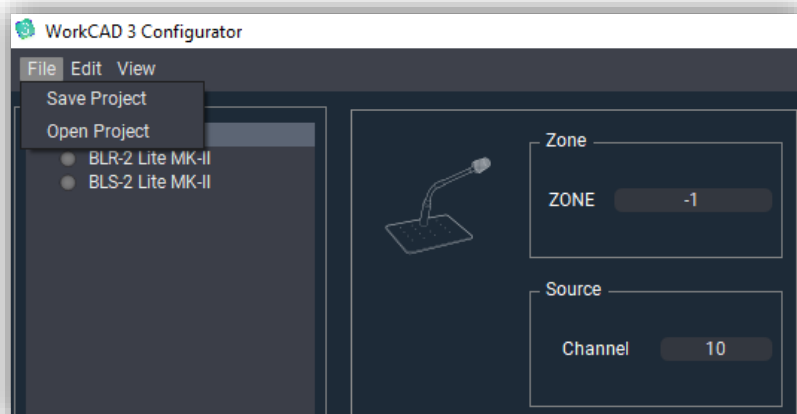 WorkCAD 3 Configurator
File Edit View
Save Project
Open Project
BLR-2 Lite MK-II
BLS-2 Lite MK-II
Zone
ZONE -1
Source
Channel 10